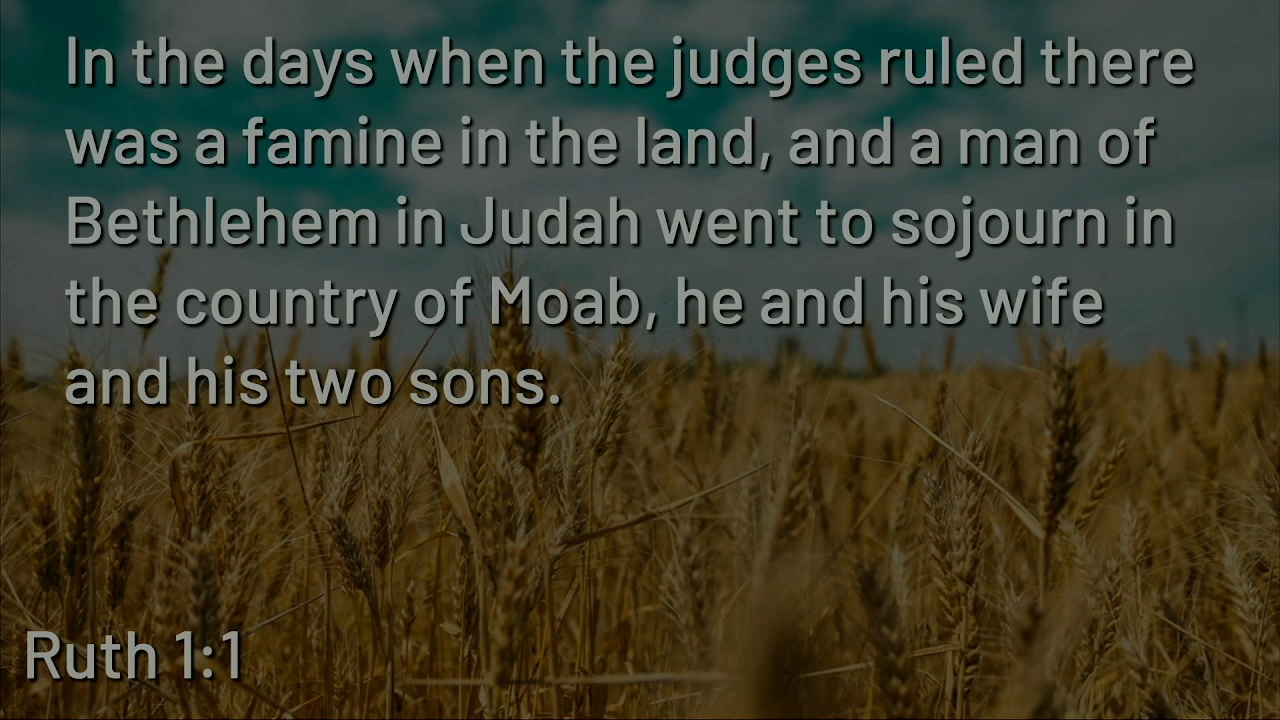 In the days when the judges ruled there
was a famine in the land, and a man of
Bethlehem in Judah went to sojourn in
the country of Moab, he and his wife
and his two sons.
Ruth 1:1